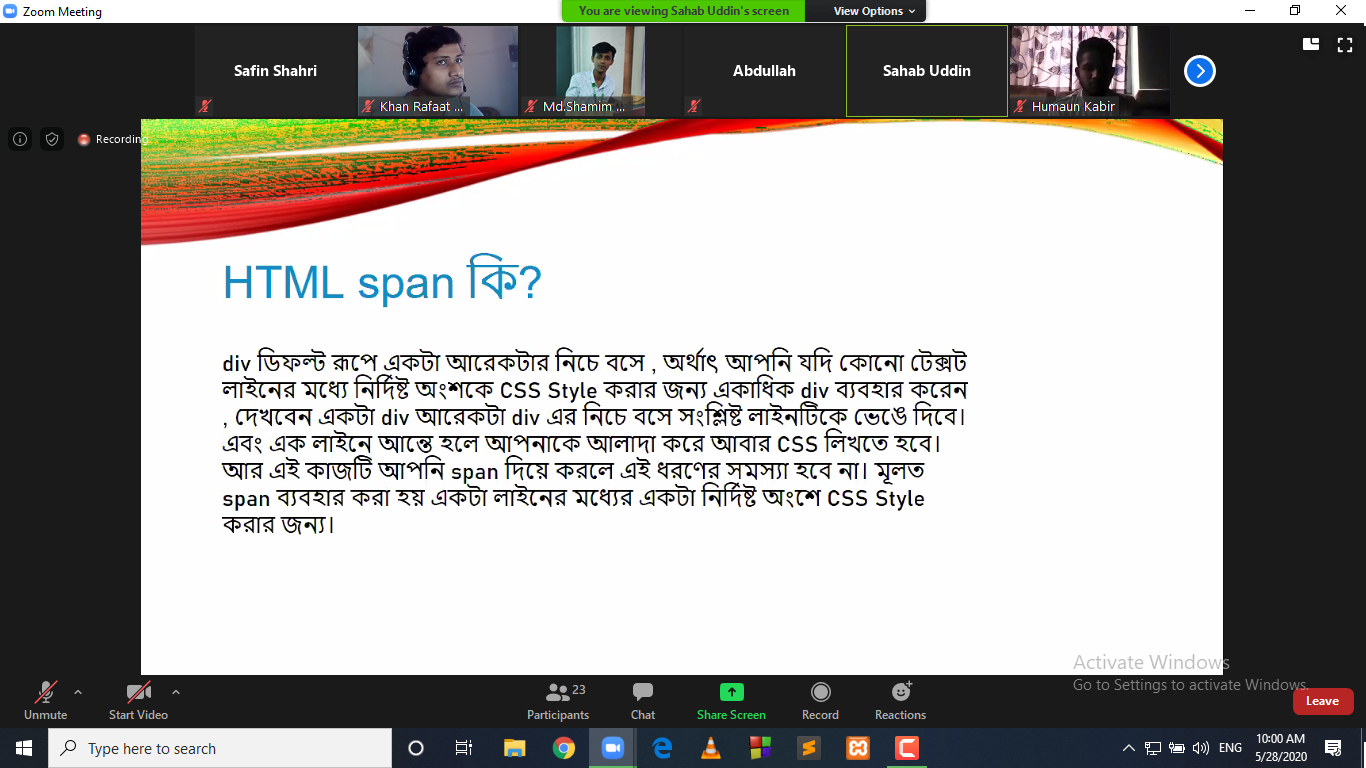 Zoom Meeting
You are viewing Sahab Uddin's screen
View Options
Safin Shahri
Khan Rafaat ...
Md.Shamim ...
Abdullah
Sahab Uddin
Humaun Kabir
Recording
HTML span কি?
div ডিফল্ট রূপে একটা আরেকটার নিচে বসে , অর্থাৎ আপনি যদি কোনো টেক্সট
লাইনের মধ্যে নির্দিষ্ট অংশকে CSS Style করার জন্য একাধিক div ব্যবহার করেন
, দেখবেন একটা div আরেকটা div এর নিচে বসে সংশ্লিষ্ট লাইনটিকে ভেঙে দিবে।
এবং এক লাইনে আন্তে হলে আপনাকে আলাদা করে আবার CSS লিখতে হবে।
আর এই কাজটি আপনি span দিয়ে করলে এই ধরণের সমস্যা হবে না। মূলত
span ব্যবহার করা হয় একটা লাইনের মধ্যের একটা নির্দিষ্ট অংশে CSS Style
করার জন্য।
Activate Windows
Go to Settings to activate Windows.
Unmute
Start Video
Participants
23
Chat
Share Screen
Record
Reactions
Leave
Type here to search
ENG
10:00 AM
5/28/2020